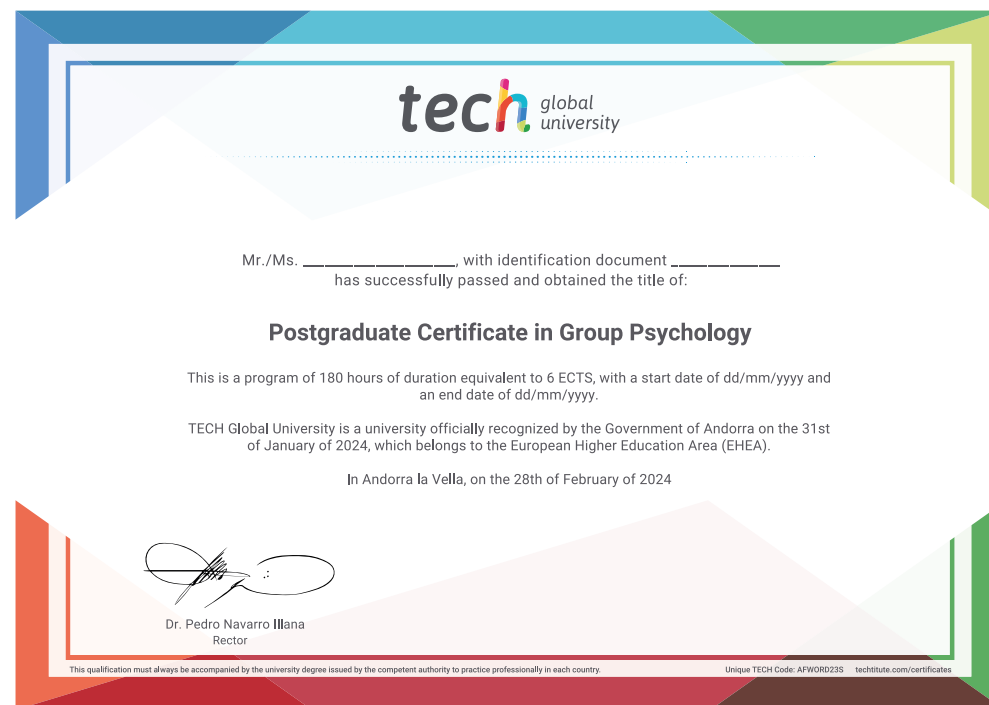 tech global university
Mr./Ms. ____________________, with identification document ______________
has successfully passed and obtained the title of:
Postgraduate Certificate in Group Psychology
This is a program of 180 hours of duration equivalent to 6 ECTS, with a start date of dd/mm/yyyy and
an end date of dd/mm/yyyy.
TECH Global University is a university officially recognized by the Government of Andorra on the 31st
of January of 2024, which belongs to the European Higher Education Area (EHEA).
In Andorra la Vella, on the 28th of February of 2024
Dr. Pedro Navarro Illana
Rector
This qualification must always be accompanied by the university degree issued by the competent authority to practice professionally in each country.
Unique TECH Code: AFWORD23S techtitute.com/certificates